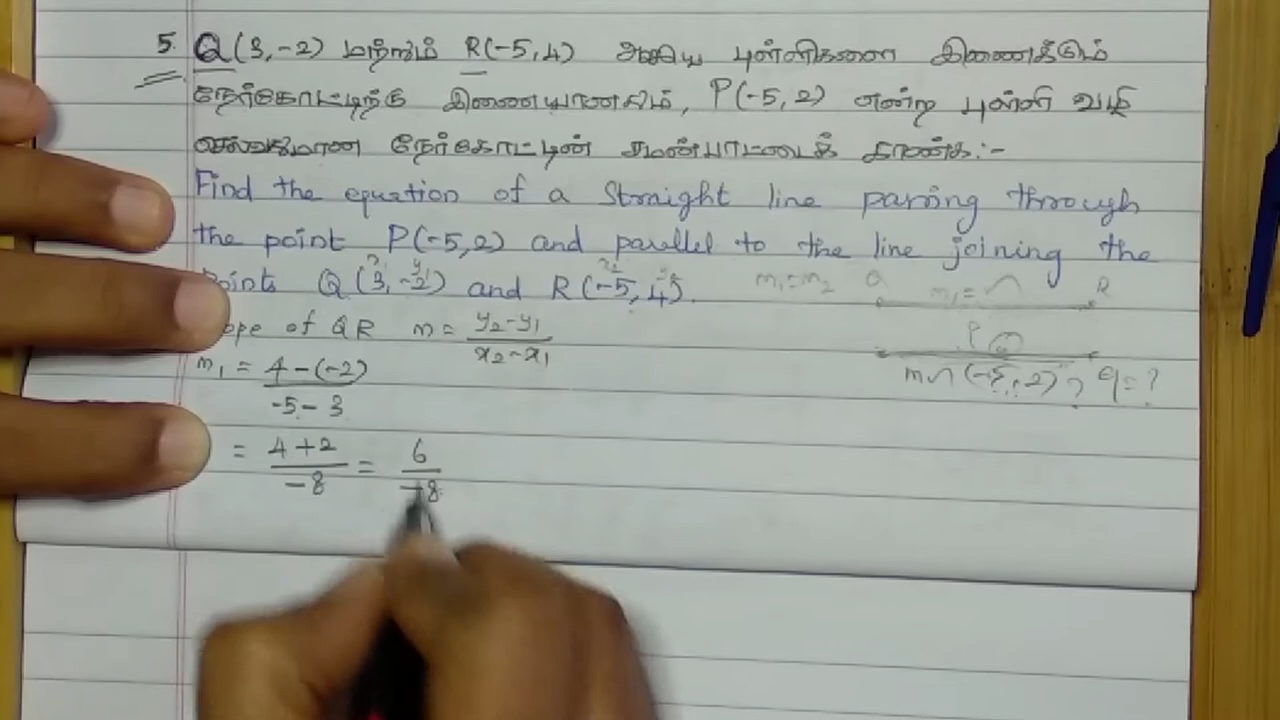 5. Q(3,-2) மற்றும் R(-5,4) ஆகிய புள்ளிகளை இணைக்கும்
நேர்கோட்டிற்கு இணையானதும், P(-5,2) என்ற புள்ளி வழி
செல்லுமான நேர்கோட்டின் சமன்பாட்டைக் காண்க:-
Find the equation of a Straight line passing through
the point P(-5,2) and parallel to the line joining the
Points Q(3,-2) and R(-5,4).
m₁=m₂ Q m₁= R
ope of QR m = y₂-y₁ / x₂-x₁
P
m₁ = 4-(-2) / -5-3
(-5,2) eq=?
= 4+2 / -8 = 6 / -8